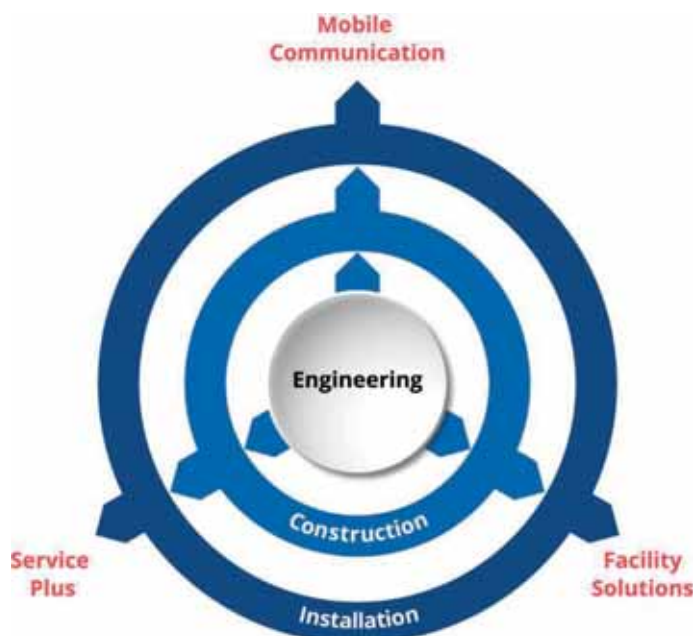 Mobile
Communication
Engineering
Construction
Service
Plus
Facility
Solutions
Installation